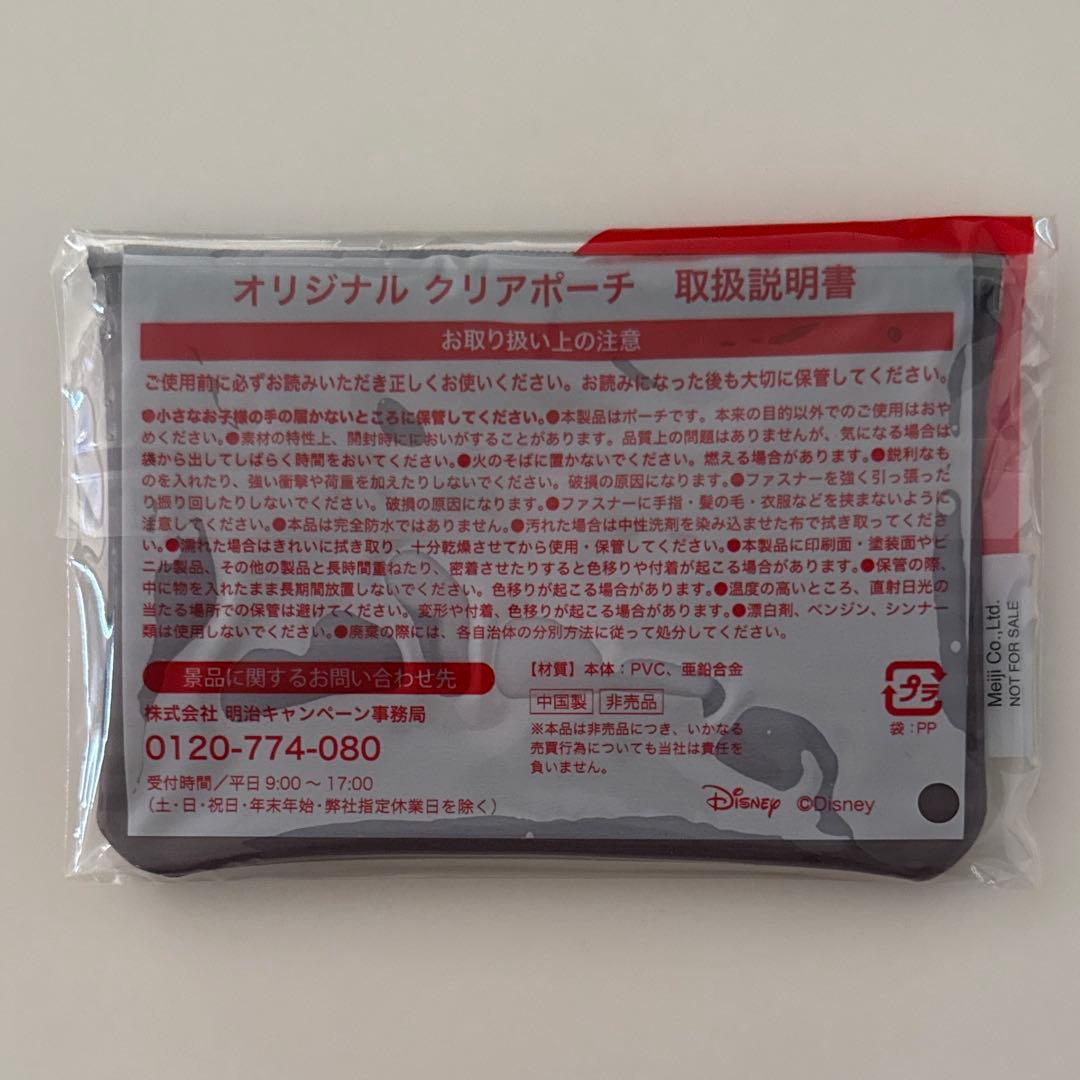 オリジナル クリアポーチ 取扱説明書
お取り扱い上の注意
ご使用前に必ずお読みいただき正しくお使いください。お読みになった後も大切に保管してください。
●小さなお子様の手の届かないところに保管してください。●本製品はポーチです。本来の目的以外でのご使用はおや
めください。●素材の特性上、開封時ににおいがすることがあります。品質上の問題はありませんが、気になる場合は
袋から出してしばらく時間をおいてください。●火のそばに置かないでください。燃える場合があります。●鋭利なも
のを入れたり、強い衝撃や荷重を加えたりしないでください。破損の原因になります。●ファスナーを強く引っ張った
り振り回したりしないでください。破損の原因になります。●ファスナーに手指・髪の毛・衣服などを挟まないように
注意してください。●本品は完全防水ではありません。●汚れた場合は中性洗剤を染み込ませた布で拭き取ってくださ
い。●濡れた場合はきれいに拭き取り、十分乾燥させてから使用・保管してください。●本製品に印刷面・塗装面やビ
ニル製品、その他の製品と長時間重ねたり、密着させたりすると色移りや付着が起こる場合があります。●保管の際、
中に物を入れたまま長期間放置しないでください。色移りが起こる場合があります。●温度の高いところ、直射日光の
当たる場所での保管は避けてください。変形や付着、色移りが起こる場合があります。●漂白剤、ベンジン、シンナー
類は使用しないでください。●廃棄の際には、各自治体の分別方法に従って処分してください。
景品に関するお問い合わせ先
株式会社 明治キャンペーン事務局
0120-774-080
受付時間/平日9:00~17:00
(土・日・祝日・年末年始・弊社指定休業日を除く)
【材質】本体:PVC、亜鉛合金
中国製 非売品
※本品は非売品につき、いかなる
売買行為についても当社は責任を
負いません。
DISNEY ©Disney
プラ
袋:PP
Meiji Co.,Ltd.
NOT FOR SALE